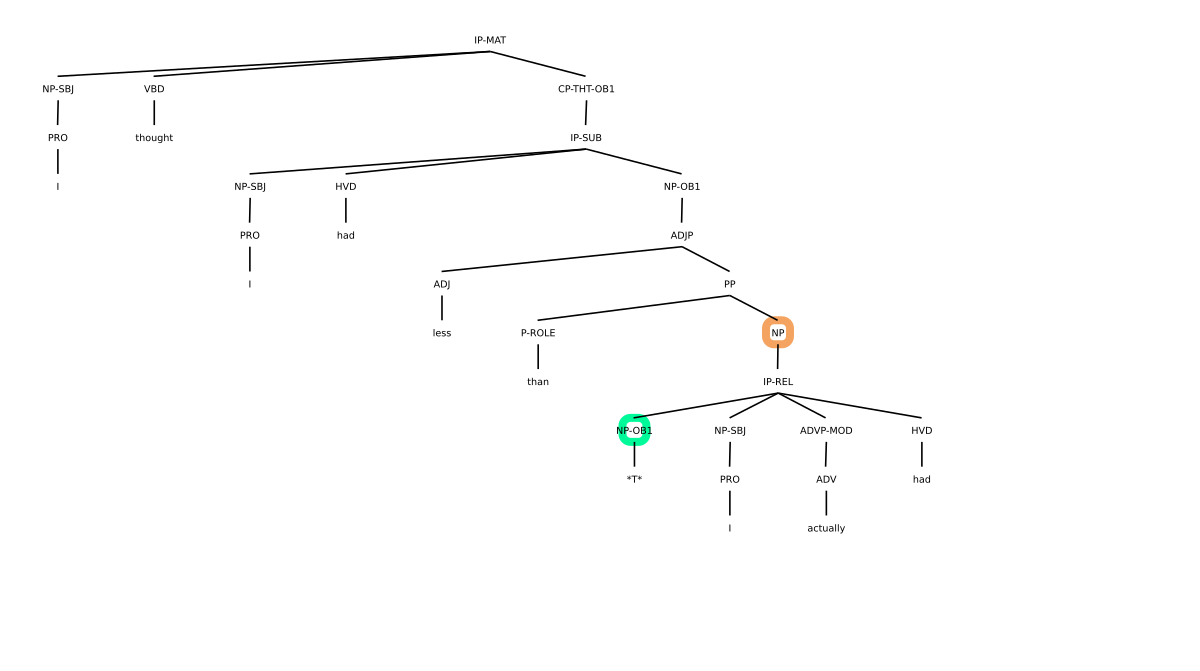 IP-MAT
NP-SBJ VBD CP-THT-OB1
PRO thought IP-SUB
I NP-SBJ HVD NP-OB1
PRO had ADJP
I ADJ PP
less P-ROLE NP
than IP-REL
NP-OB1 NP-SBJ ADVP-MOD HVD
*T* PRO ADV had
I actually